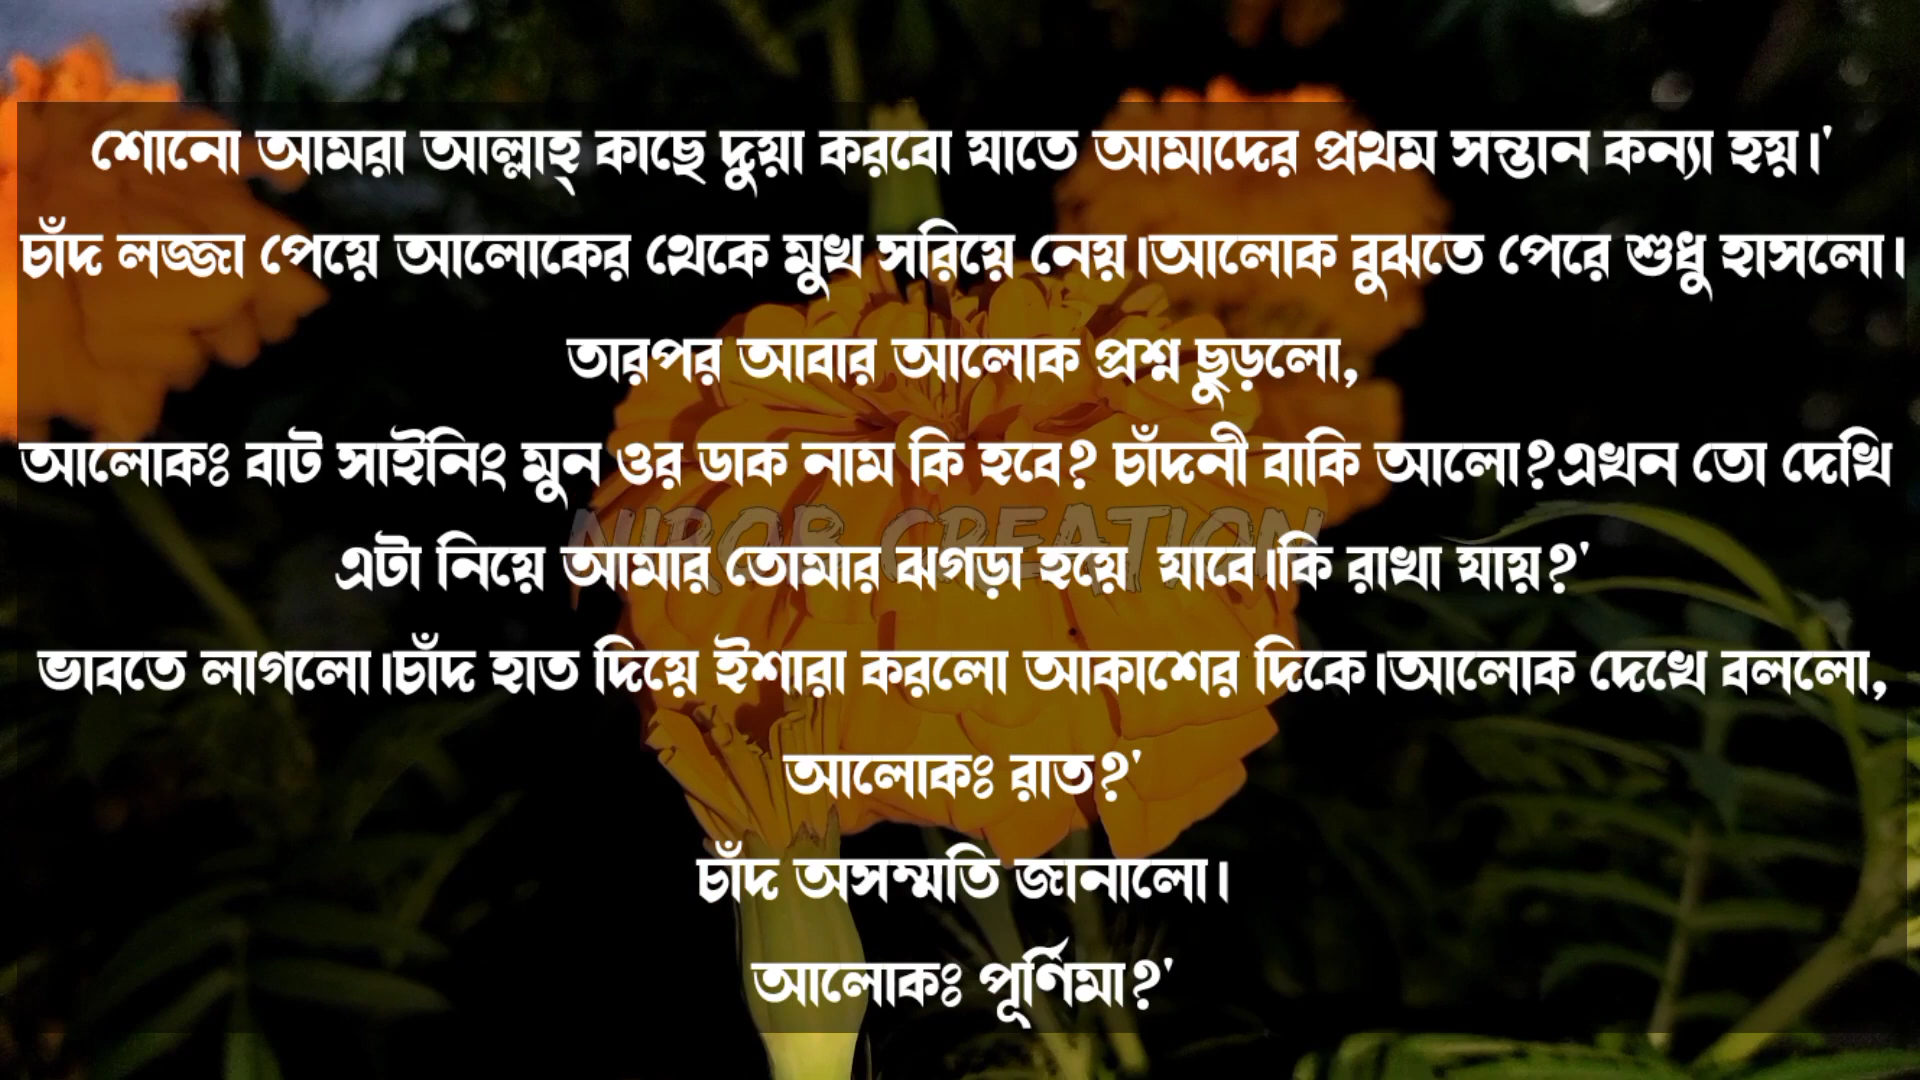 শোনো আমরা আল্লাহ্ কাছে দুয়া করবো যাতে আমাদের প্রথম সন্তান কন্যা হয়।'
চাঁদ লজ্জা পেয়ে আলোকের থেকে মুখ সরিয়ে নেয়।আলোক বুঝতে পেরে শুধু হাসলো।
তারপর আবার আলোক প্রশ্ন ছুড়লো,
আলোকঃ বাট সাইনিং মুন ওর ডাক নাম কি হবে? চাঁদনী বাকি আলো?এখন তো দেখি
এটা নিয়ে আমার তোমার ঝগড়া হয়ে  যাবে।কি রাখা যায়?'
NIROB CREATION
ভাবতে লাগলো।চাঁদ হাত দিয়ে ইশারা করলো আকাশের দিকে।আলোক দেখে বললো,
আলোকঃ রাত?'
চাঁদ অসম্মতি জানালো।
আলোকঃ পূর্ণিমা?'